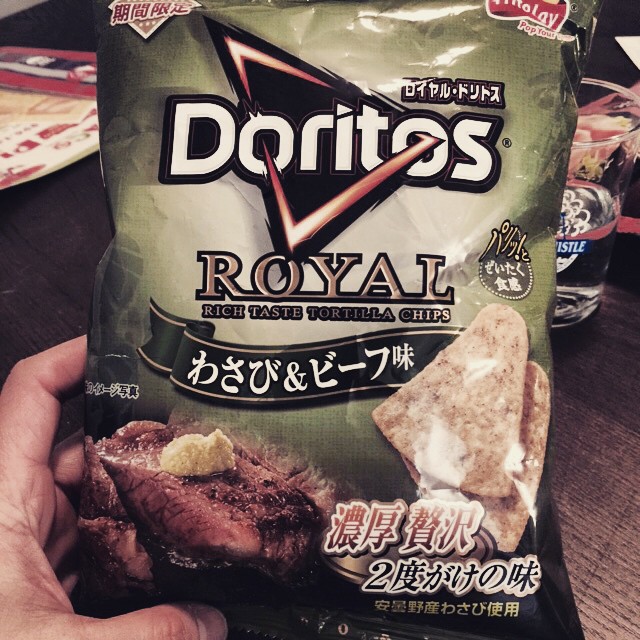 期間限定
FritoLay
Pop Your
ロイヤル・ドリトス
Doritos®
ROYAL
RICH TASTE TORTILLA CHIPS
パリッと
ぜいたく
食感
わさび&ビーフ味
イメージ写真
濃厚贅沢
2度がけの味
安曇野産わさび使用